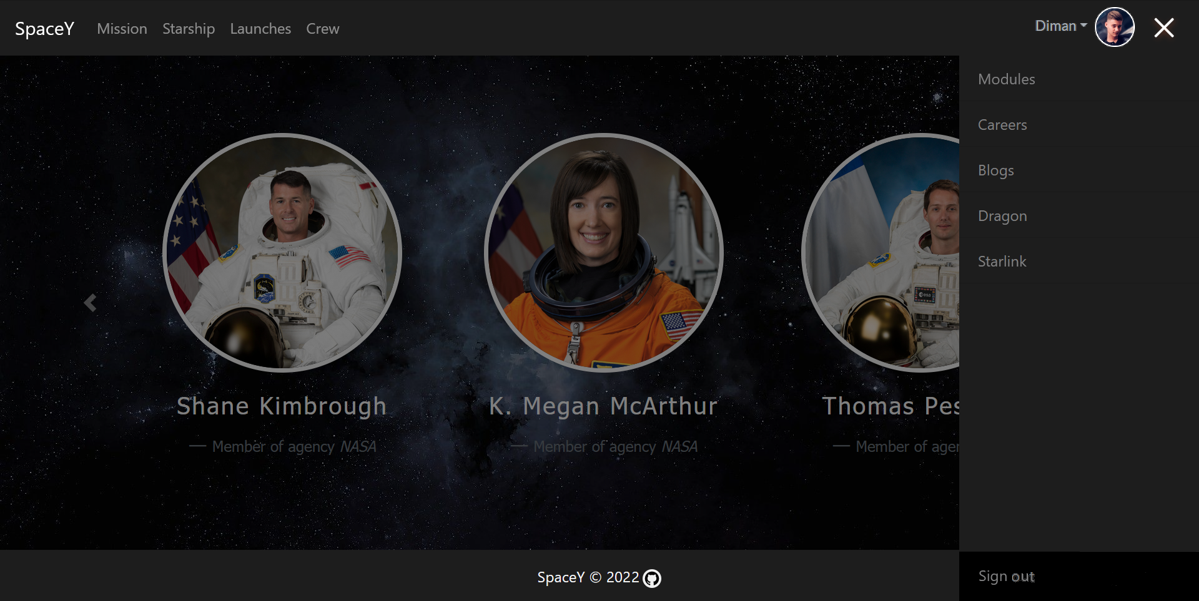 SpaceY Mission Starship Launches Crew Diman
Modules
Careers
Blogs
Dragon
Starlink
Shane Kimbrough K. Megan McArthur Thomas Pes
— Member of agency NASA — Member of agency NASA — Member of agen
SpaceY © 2022
Sign out